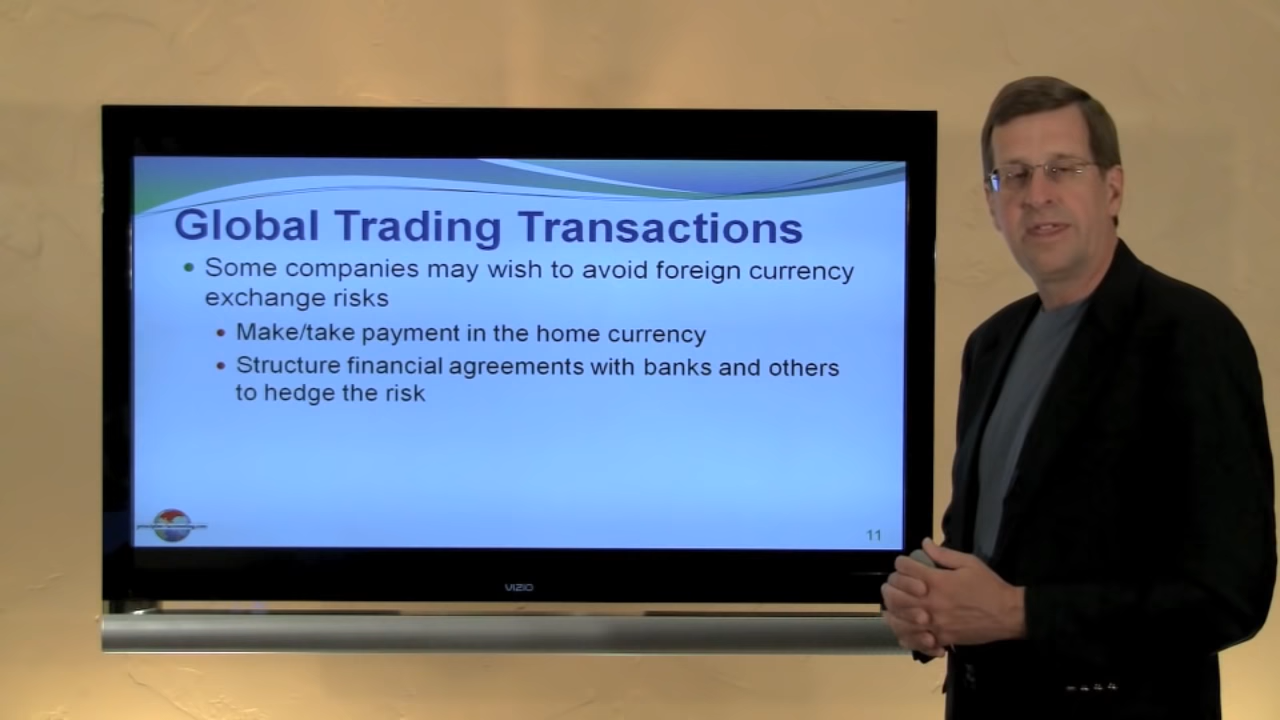 Global Trading Transactions
• Some companies may wish to avoid foreign currency
exchange risks
• Make/take payment in the home currency
• Structure financial agreements with banks and others
to hedge the risk
11
VIZIO